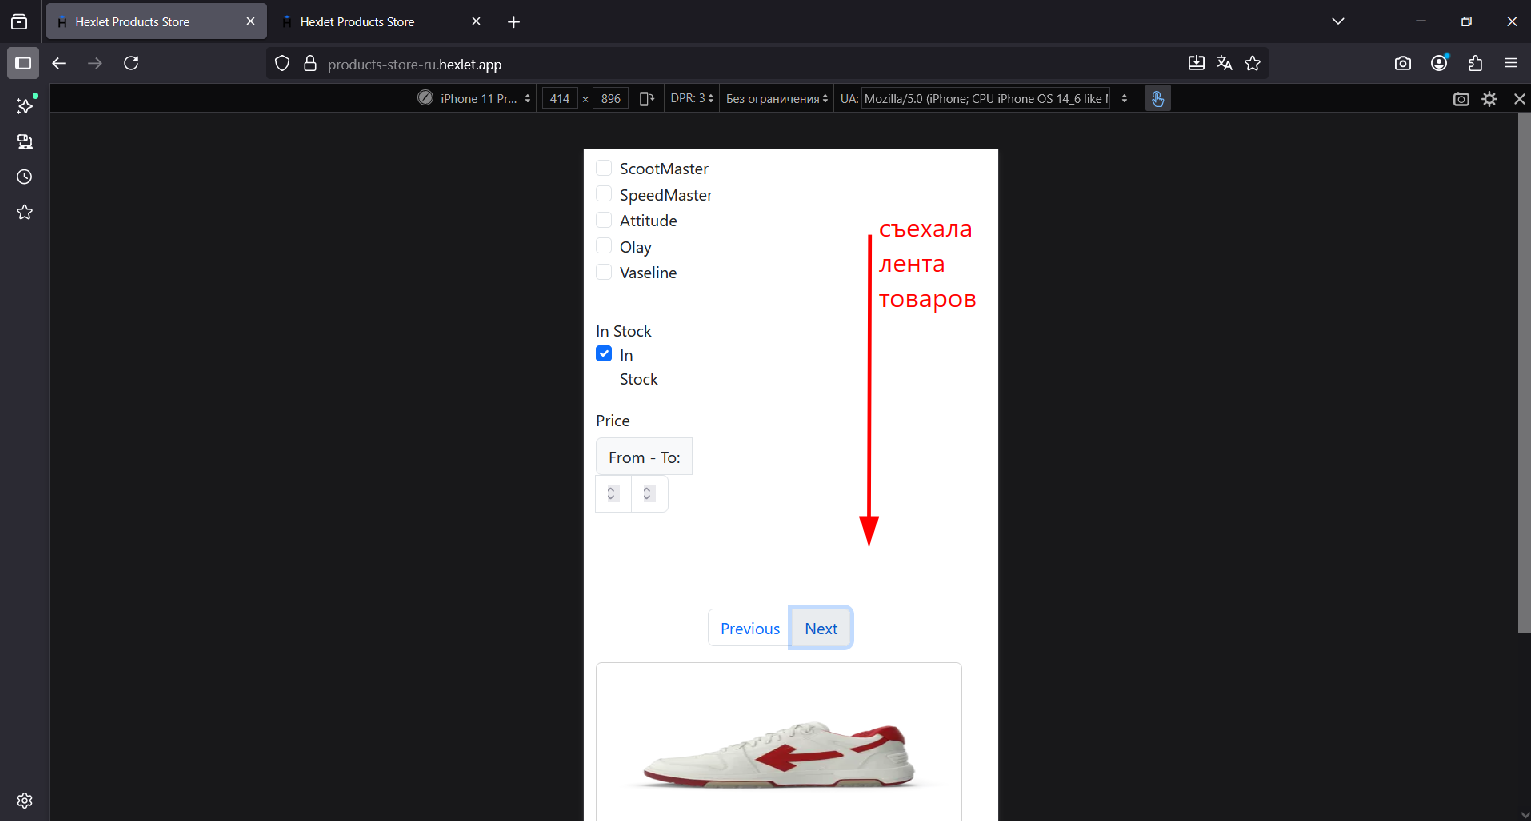 Hexlet Products Store
Hexlet Products Store
products-store-ru.hexlet.app
iPhone 11 Pr... 414 × 896 DPR: 3 Без ограничения UA: Mozilla/5.0 (iPhone; CPU iPhone OS 14_6 like
ScootMaster
SpeedMaster
Attitude
Olay
Vaseline
съехала
лента
товаров
In Stock
In
Stock
Price
From - To:
Previous
Next